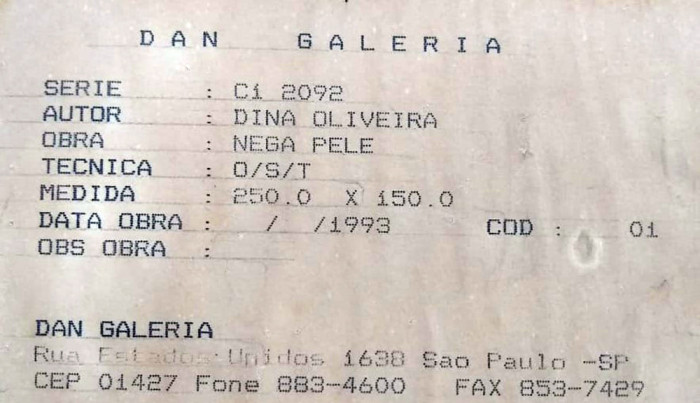 DAN GALERIA
SERIE : Ci 2092
AUTOR : DINA OLIVEIRA
OBRA : NEGA PELE
TECNICA : O/S/T
MEDIDA : 250.0 X 150.0
DATA OBRA : / /1993 COD : 01
OBS OBRA :
DAN GALERIA
Rua Estados Unidos 1638 Sao Paulo -SP
CEP 01427 Fone 883-4600 FAX 853-7429